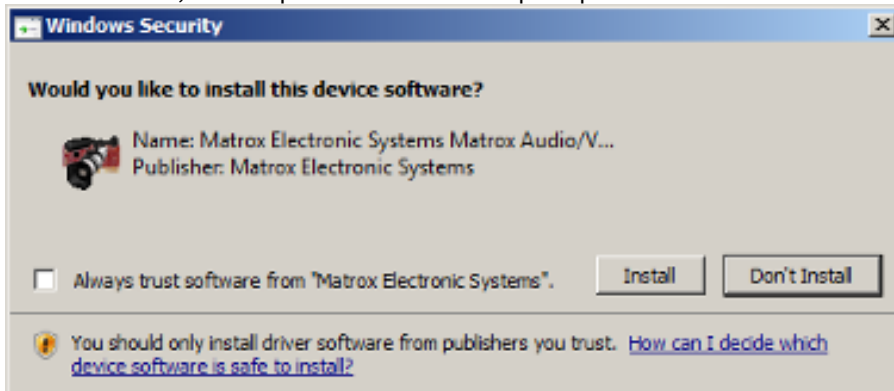 Windows Security
Would you like to install this device software?
Name: Matrox Electronic Systems Matrox Audio/V...
Publisher: Matrox Electronic Systems
Always trust software from "Matrox Electronic Systems".
Install
Don't Install
You should only install driver software from publishers you trust. How can I decide which
device software is safe to install?